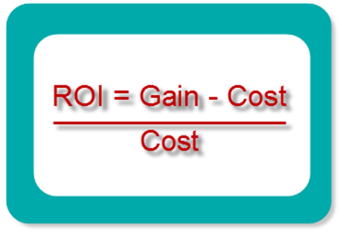 ROI = Gain - Cost
Cost